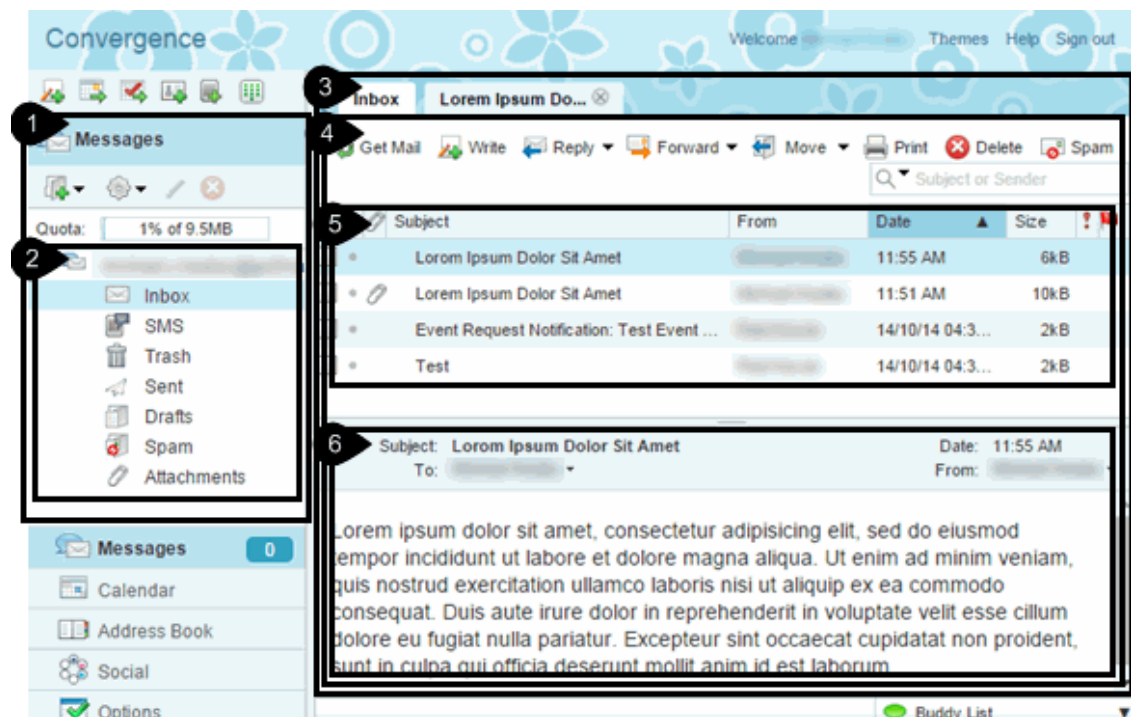 Convergence
Welcome
Themes Help Sign out
3
Inbox Lorem Ipsum Do...
1
Messages
4
Get Mail Write Reply Forward Move Print Delete Spam
Subject or Sender
Quota: 1% of 9.5MB
5
Subject From Date Size
2
Lorom Ipsum Dolor Sit Amet 11:55 AM 6kB
Inbox
Lorem Ipsum Dolor Sit Amet 11:51 AM 10kB
SMS
Event Request Notification: Test Event ... 14/10/14 04:3... 2kB
Trash
Test 14/10/14 04:3... 2kB
Sent
Drafts
Spam
Attachments
6
Subject: Lorom Ipsum Dolor Sit Amet Date: 11:55 AM
To: From:
Lorem ipsum dolor sit amet, consectetur adipisicing elit, sed do eiusmod
tempor incididunt ut labore et dolore magna aliqua. Ut enim ad minim veniam,
quis nostrud exercitation ullamco laboris nisi ut aliquip ex ea commodo
consequat. Duis aute irure dolor in reprehenderit in voluptate velit esse cillum
dolore eu fugiat nulla pariatur. Excepteur sint occaecat cupidatat non proident,
sunt in culpa qui officia deserunt mollit anim id est laborum
Messages 0
Calendar
Address Book
Social
Options
Buddy List